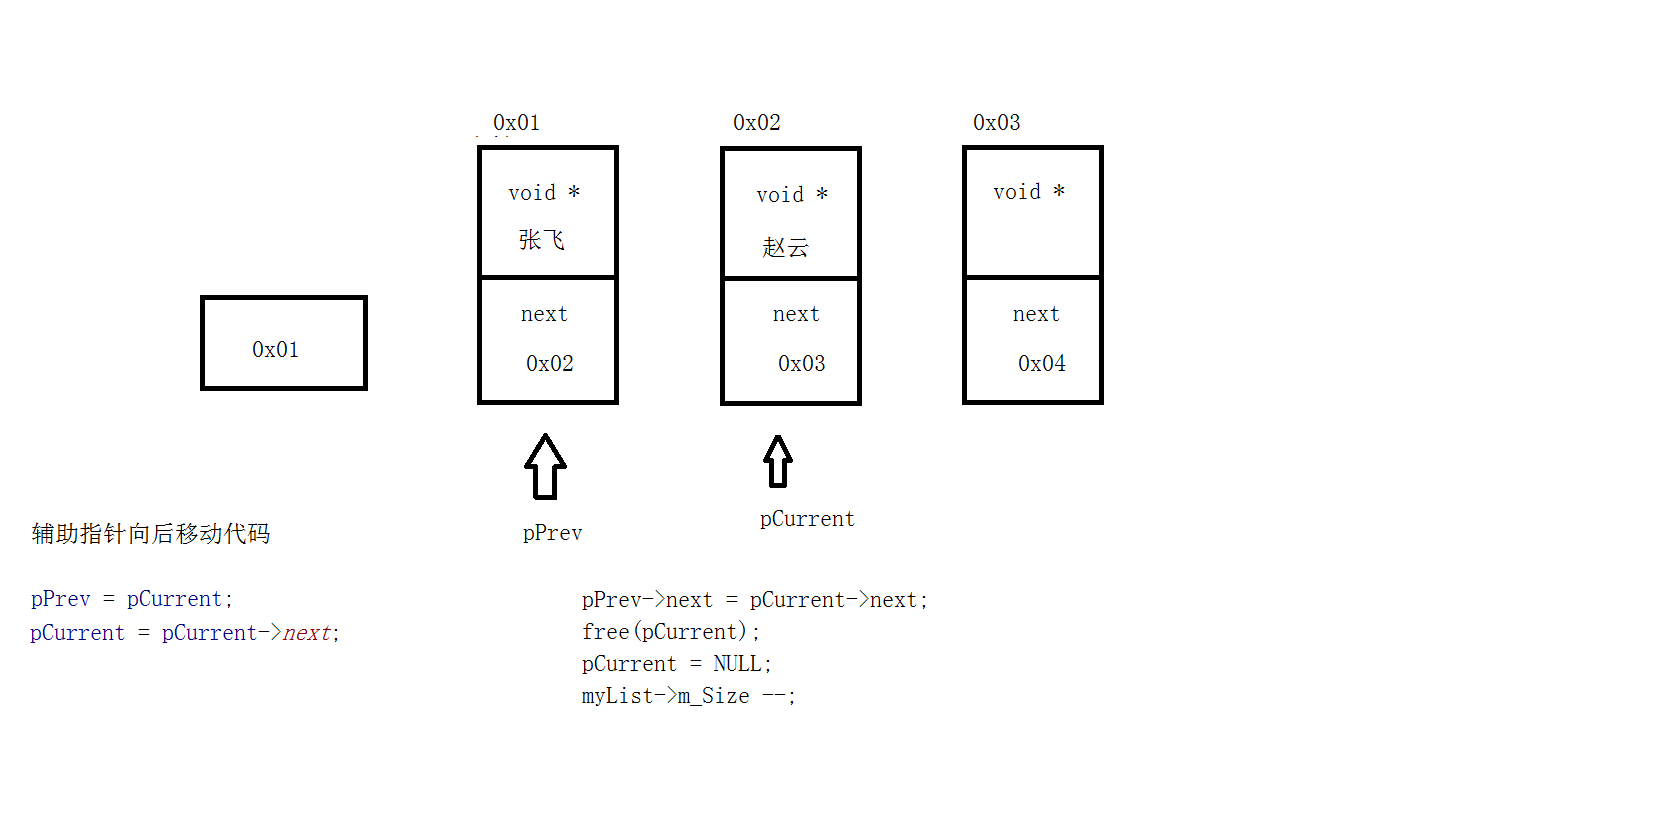 0x01
0x02
0x03
void *
张飞
void *
赵云
void *
next
0x02
next
0x03
next
0x04
0x01
pPrev
pCurrent
辅助指针向后移动代码
pPrev = pCurrent;
pCurrent = pCurrent->next;
pPrev->next = pCurrent->next;
free(pCurrent);
pCurrent = NULL;
myList->m_Size --;